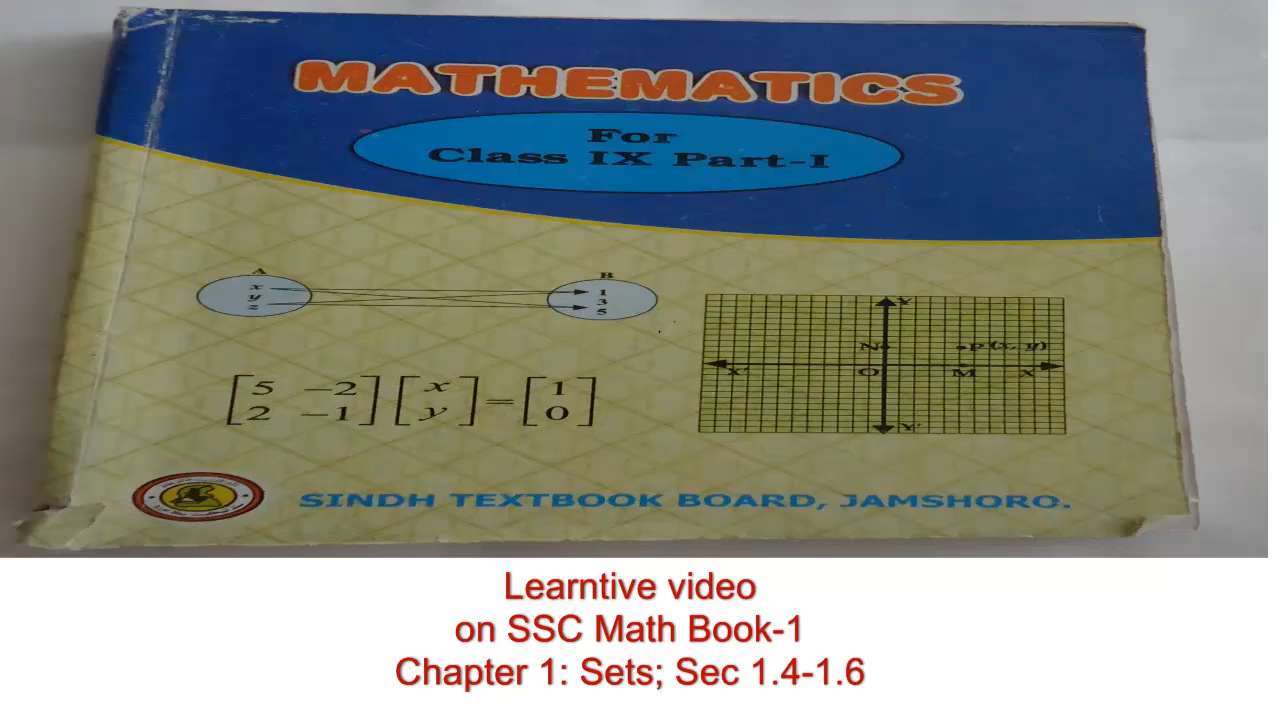 MATHEMATICS
For
Class IX Part-I
A
B
x
y
z
1
3
5
Y
N
P (x, y)
X'
O
M
X
Y'
[5 -2] [x] = [1]
[2 -1] [y] [0]
SINDH TEXTBOOK BOARD, JAMSHORO.
Learntive video
on SSC Math Book-1
Chapter 1: Sets; Sec 1.4-1.6